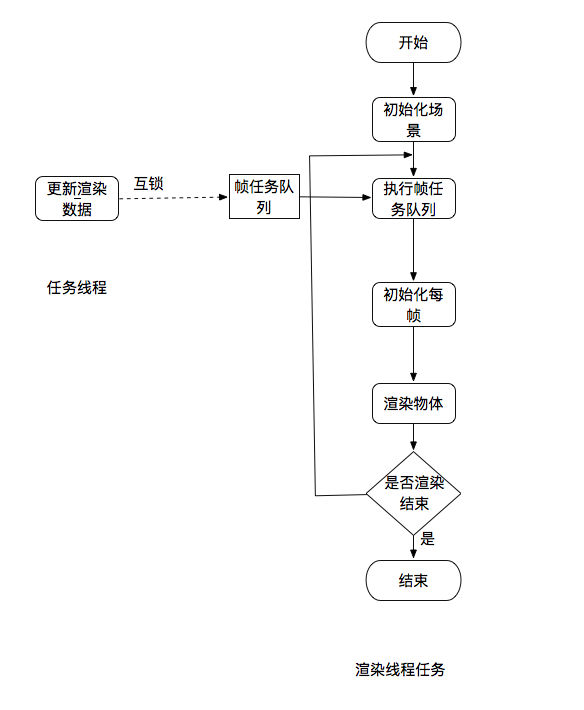 开始
初始化场
景
更新渲染
数据
互锁
帧任务队
列
执行帧任
务队列
任务线程
初始化每
帧
渲染物体
是否渲染
结束
是
结束
渲染线程任务